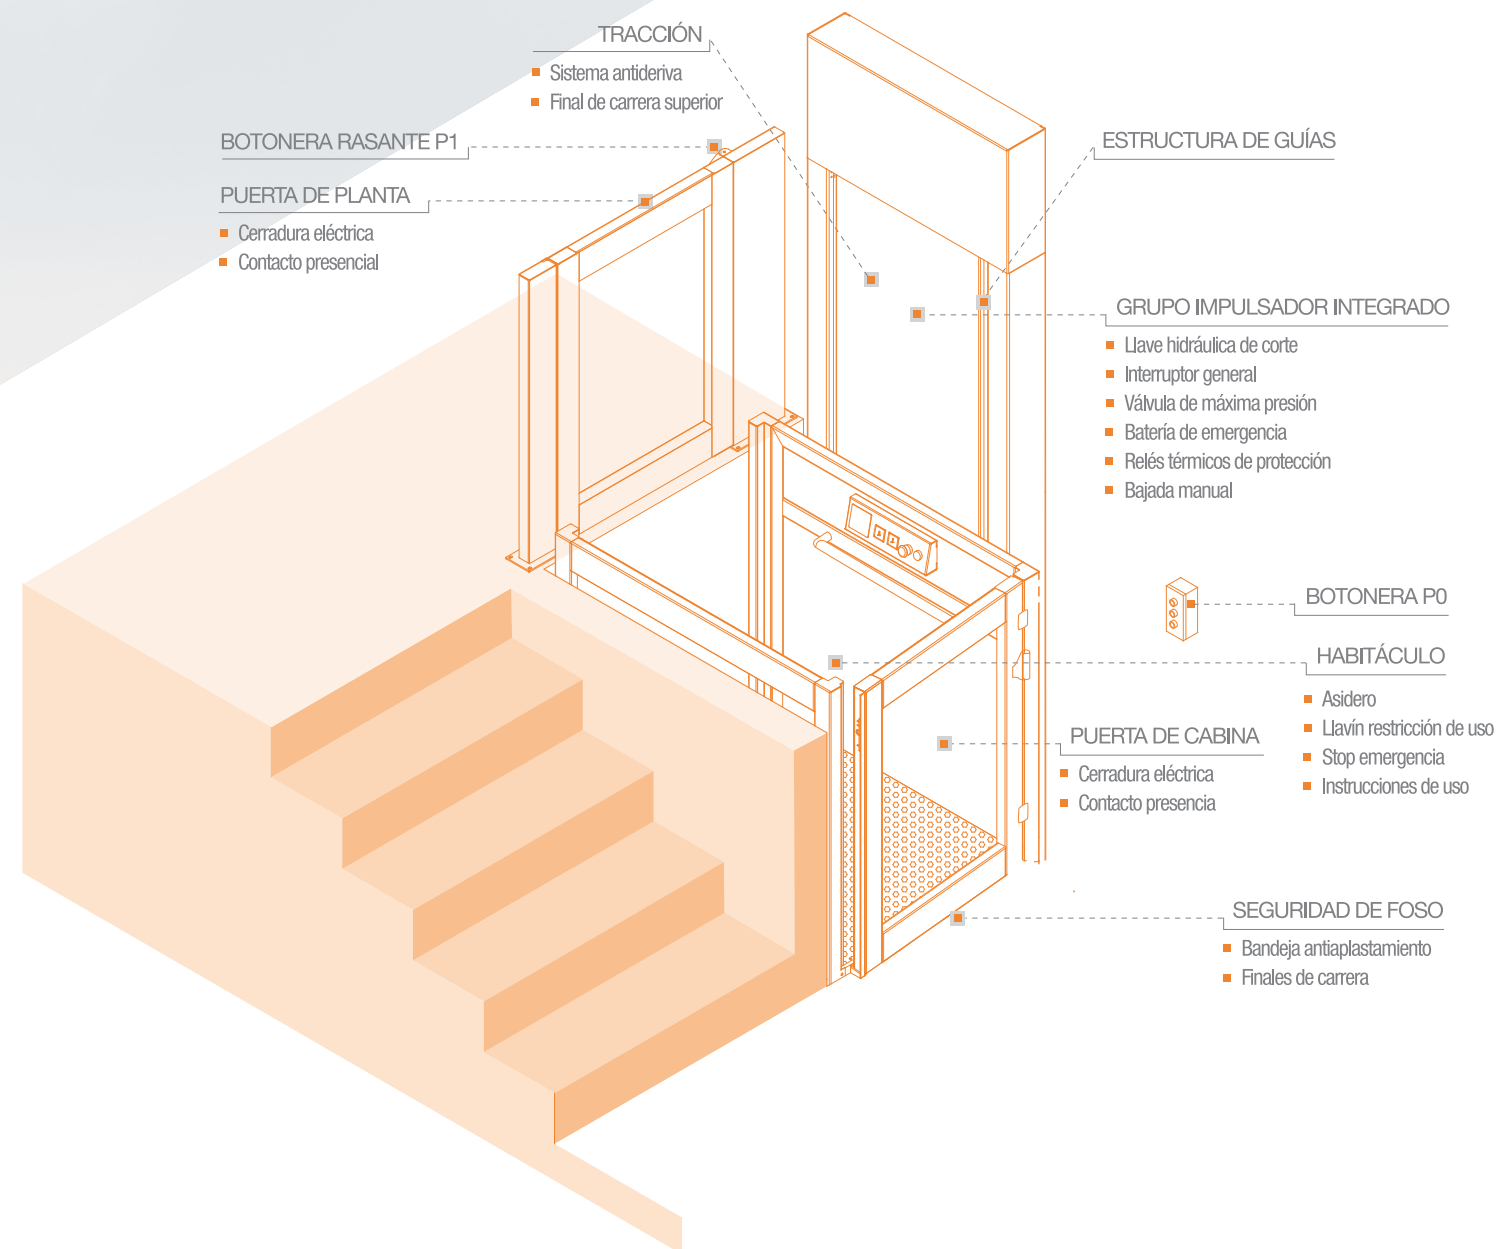 TRACCIÓN
Sistema antideriva
Final de carrera superior
BOTONERA RASANTE P1
PUERTA DE PLANTA
Cerradura eléctrica
Contacto presencial
ESTRUCTURA DE GUÍAS
GRUPO IMPULSADOR INTEGRADO
Llave hidráulica de corte
Interruptor general
Válvula de máxima presión
Batería de emergencia
Relés térmicos de protección
Bajada manual
BOTONERA P0
HABITÁCULO
Asidero
Llavín restricción de uso
Stop emergencia
Instrucciones de uso
PUERTA DE CABINA
Cerradura eléctrica
Contacto presencia
SEGURIDAD DE FOSO
Bandeja antiaplastamiento
Finales de carrera